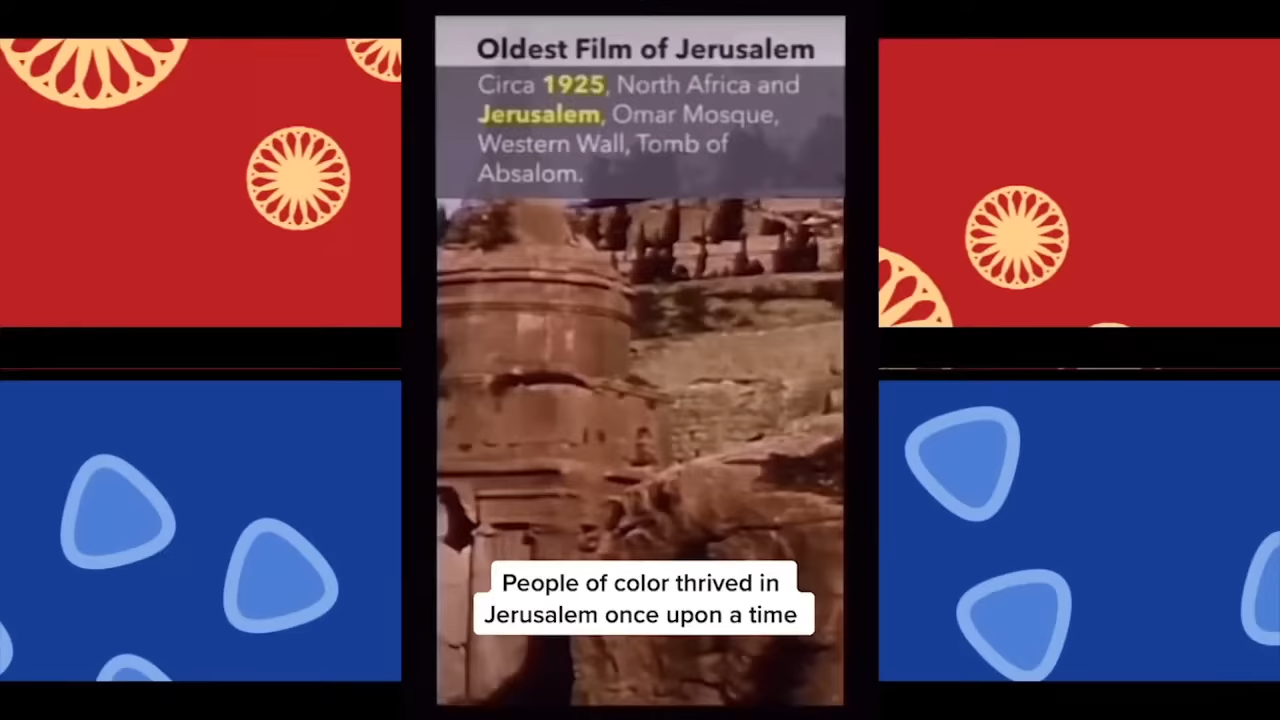 Oldest Film of Jerusalem
Circa 1925, North Africa and
Jerusalem, Omar Mosque,
Western Wall, Tomb of
Absalom.
People of color thrived in
Jerusalem once upon a time